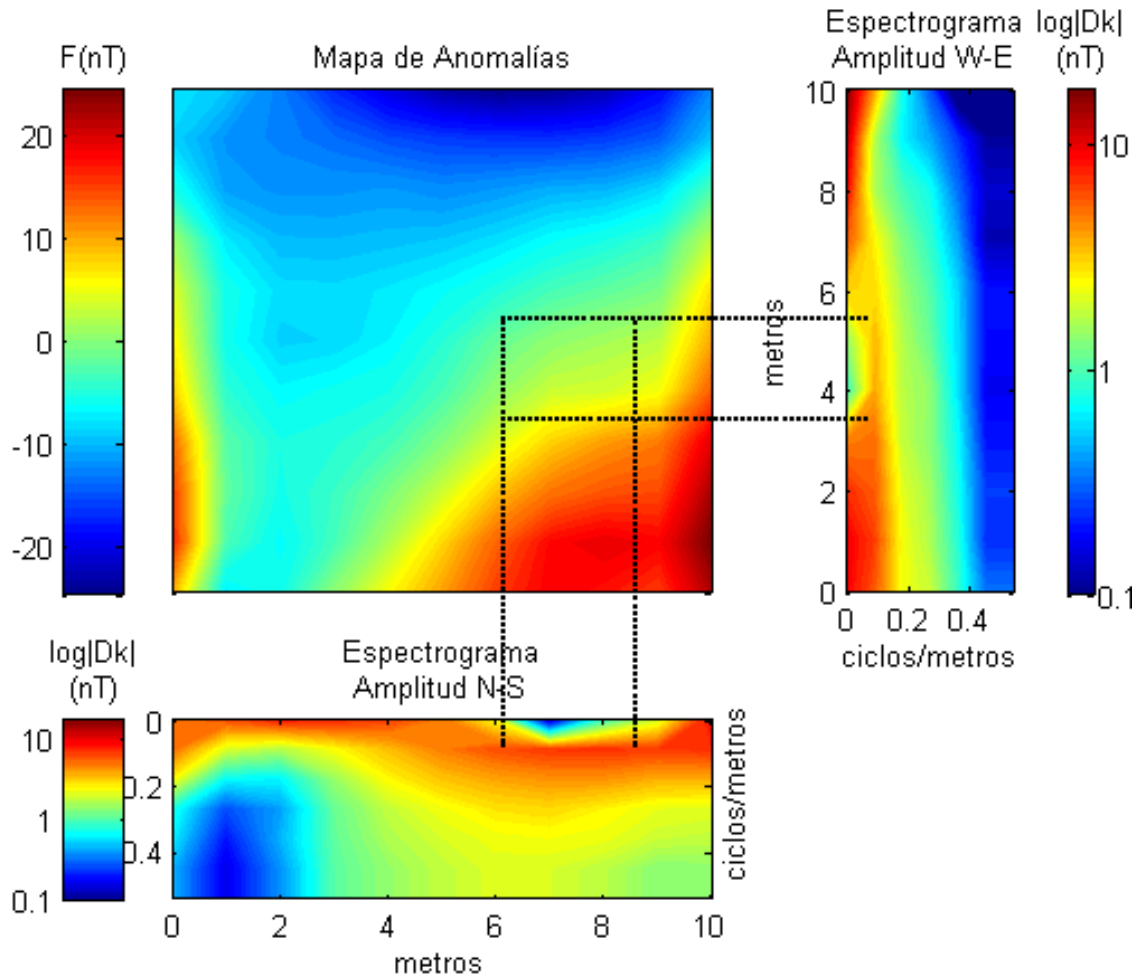 F(nT)
Mapa de Anomalías
Espectrograma
Amplitud W-E
log|Dk|
(nT)
20
10
0
-10
-20
metros
10
8
6
4
2
0
0
0.2
0.4
ciclos/metros
10
1
0.1
log|Dk|
(nT)
Espectrograma
Amplitud N-S
10
1
0.1
0
0.2
0.4
ciclos/metros
0
2
4
6
8
10
metros